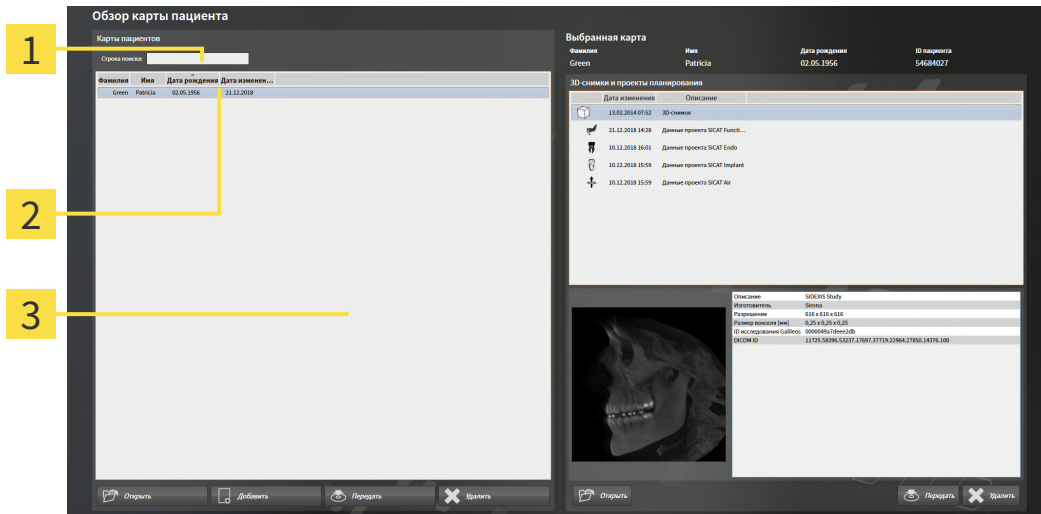 Обзор карты пациента
Карты пациентов
Строка поиска:
Фамилия Имя Дата рождения Дата изменен...
Green Patricia 02.05.1956 21.12.2018
1
2
3
Открыть Добавить Передать Удалить
Выбранная карта
Фамилия Имя Дата рождения ID пациента
Green Patricia 02.05.1956 54684027
3D-снимки и проекты планирования
Дата изменения Описание
13.02.2014 07:52 3D-снимок
21.12.2018 14:28 Данные проекта SICAT Functi...
10.12.2018 16:01 Данные проекта SICAT Endo
10.12.2018 15:59 Данные проекта SICAT Implant
10.12.2018 15:59 Данные проекта SICAT Air
Описание SIDEXIS Study
Изготовитель Sirona
Разрешение 616 x 616 x 616
Размер вокселя [мм] 0,25 x 0,25 x 0,25
ID исследования Galileos 0000049a7deee2db
DICOM ID 11725.58396.53237.17697.37719.22964.27850.14376.100
Открыть Передать Удалить